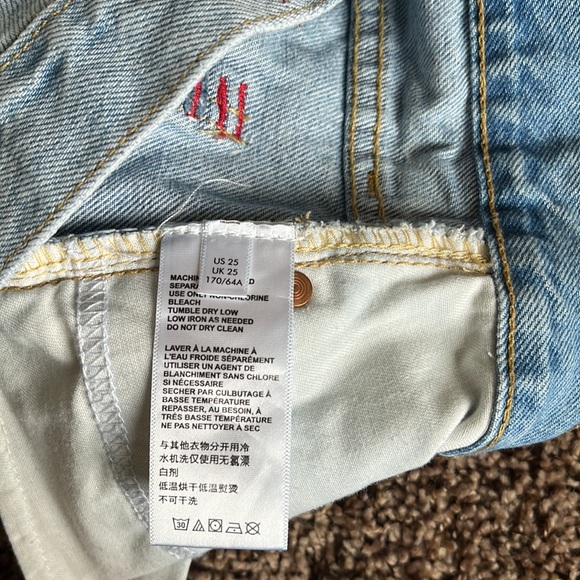 US 25
UK 25
170/64A
MACHIN D
SEPARA
USE ONLY NON-CHLORINE
BLEACH
TUMBLE DRY LOW
LOW IRON AS NEEDED
DO NOT DRY CLEAN
LAVER À LA MACHINE À
L'EAU FROIDE SÉPARÉMENT
UTILISER UN AGENT DE
BLANCHIMENT SANS CHLORE
SI NÉCESSAIRE
SECHER PAR CULBUTAGE À
BASSE TEMPÉRATURE
REPASSER, AU BESOIN, À
TRÈS BASSE TEMPÉRATURE
NE PAS NETTOYER À SEC
与其他衣物分开用冷
水机洗仅使用无氯漂
白剂
低温烘干低温熨烫
不可干洗
30